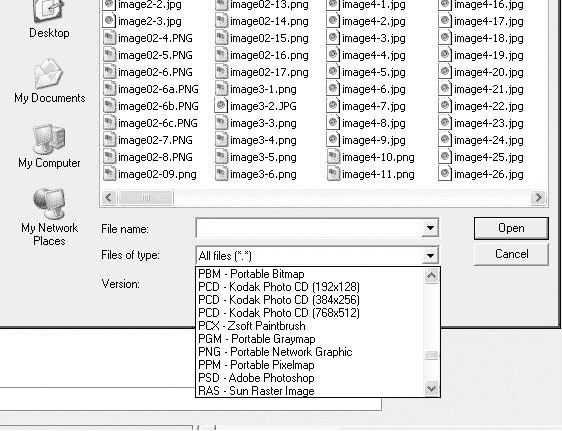 image2-2.jpg
image02-13.png
image4-1.jpg
image4-16.jpg
image2-3.jpg
image02-14.png
image4-2.jpg
image4-17.jpg
Desktop
image02-4.PNG
image02-15.png
image4-3.jpg
image4-18.jpg
image02-5.PNG
image02-16.png
image4-4.jpg
image4-19.jpg
image02-6.PNG
image02-17.png
image4-5.jpg
image4-20.jpg
image02-6a.PNG
image3-1.png
image4-6.jpg
image4-21.jpg
My Documents
image02-6b.PNG
image3-2.JPG
image4-7.jpg
image4-22.jpg
image02-6c.PNG
image3-3.png
image4-8.jpg
image4-23.jpg
image02-7.PNG
image3-4.png
image4-9.jpg
image4-24.jpg
My Computer
image02-8.PNG
image3-5.png
image4-10.png
image4-25.jpg
image02-09.png
image3-6.png
image4-11.png
image4-26.jpg
My Network
Places
File name:
Open
Files of type:
All files (*.*)
Cancel
Version:
PBM - Portable Bitmap
PCD - Kodak Photo CD (192x128)
PCD - Kodak Photo CD (384x256)
PCD - Kodak Photo CD (768x512)
PCX - Zsoft Paintbrush
PGM - Portable Graymap
PNG - Portable Network Graphic
PPM - Portable Pixelmap
PSD - Adobe Photoshop
RAS - Sun Raster Image